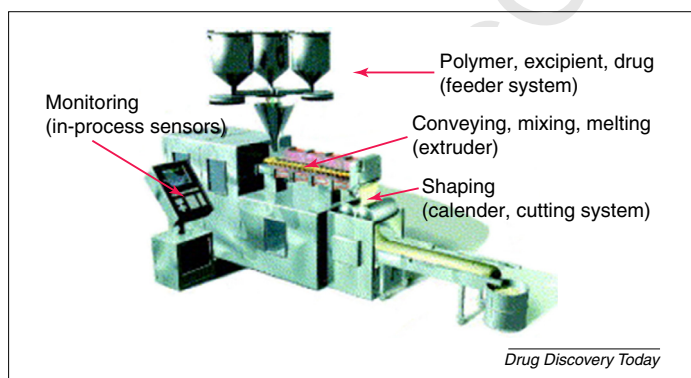 Polymer, excipient, drug
(feeder system)
Monitoring
(in-process sensors)
Conveying, mixing, melting
(extruder)
Shaping
(calender, cutting system)
Drug Discovery Today